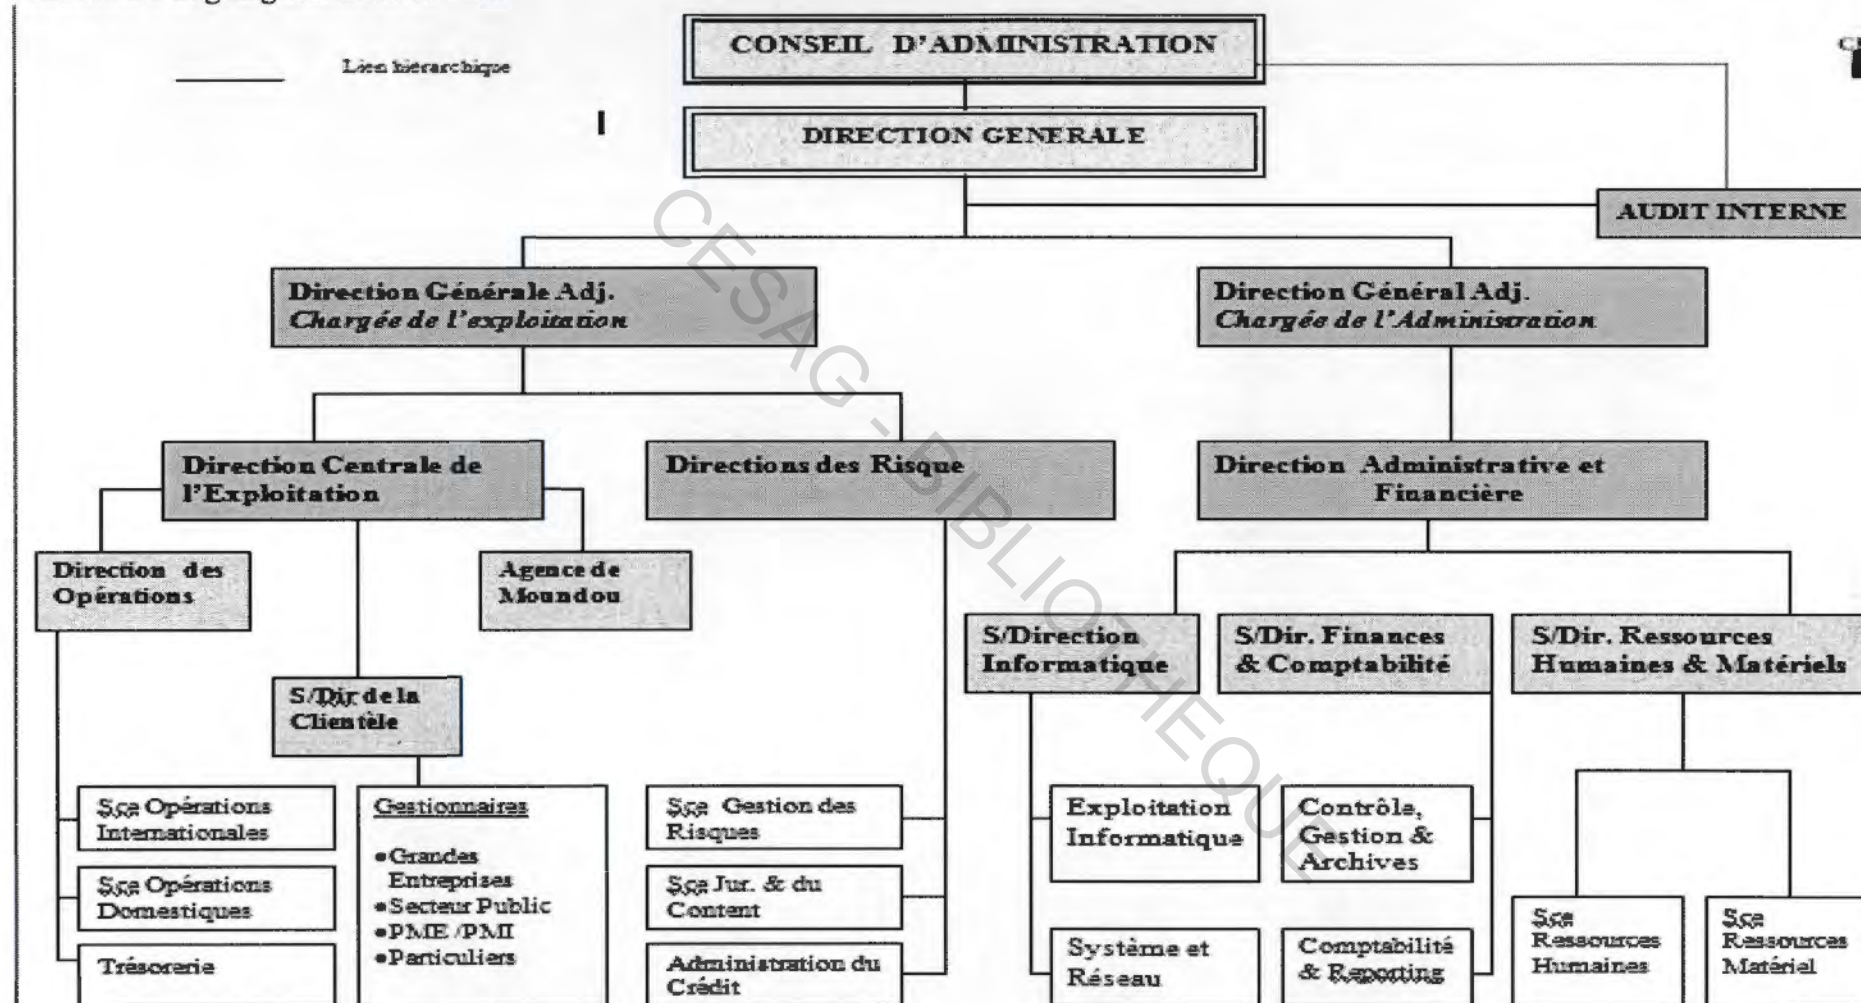 Lien hiérarchique
CONSEIL D'ADMINISTRATION
DIRECTION GENERALE
AUDIT INTERNE
Direction Générale Adj.
Chargée de l'exploitation
Direction Général Adj.
Chargée de l'Administration
Direction Centrale de
l'Exploitation
Directions des Risque
Direction Administrative et
Financière
Direction des
Opérations
Agence de
Moundou
S/Direction
Informatique
S/Dir. Finances
& Comptabilité
S/Dir. Ressources
Humaines & Matériels
S/Dir de la
Clientèle
Sce Opérations
Internationales
Gestionnaires
•Grandes
Entreprises
•Secteur Public
•PME /PMI
•Particuliers
Sce Gestion des
Risques
Exploitation
Informatique
Contrôle,
Gestion &
Archives
Sce Opérations
Domestiques
Sce Jur. & du
Content
Sce
Ressources
Humaines
Sce
Ressources
Matériel
Trésorerie
Administration du
Crédit
Système et
Réseau
Comptabilité
& Reporting
CESAG - BIBLIOTHEQUE